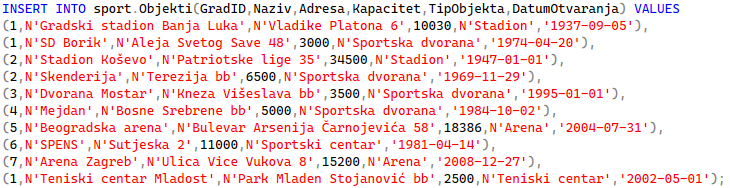 INSERT INTO sport.Objekti(GradID,Naziv,Adresa,Kapacitet,TipObjekta,DatumOtvaranja) VALUES
(1,N'Gradski stadion Banja Luka',N'Vladike Platona 6',10030,N'Stadion','1937-09-05'),
(1,N'SD Borik',N'Aleja Svetog Save 48',3000,N'Sportska dvorana','1974-04-20'),
(2,N'Stadion Koševo',N'Patriotske lige 35',34500,N'Stadion','1947-01-01'),
(2,N'Skenderija',N'Terezija bb',6500,N'Sportska dvorana','1969-11-29'),
(3,N'Dvorana Mostar',N'Kneza Višeslava bb',3500,N'Sportska dvorana','1995-01-01'),
(4,N'Mejdan',N'Bosne Srebrene bb',5000,N'Sportska dvorana','1984-10-02'),
(5,N'Beogradska arena',N'Bulevar Arsenija Čarnojevića 58',18386,N'Arena','2004-07-31'),
(6,N'SPENS',N'Sutjeska 2',11000,N'Sportski centar','1981-04-14'),
(7,N'Arena Zagreb',N'Ulica Vice Vukova 8',15200,N'Arena','2008-12-27'),
(1,N'Teniski centar Mladost',N'Park Mladen Stojanović bb',2500,N'Teniski centar','2002-05-01');